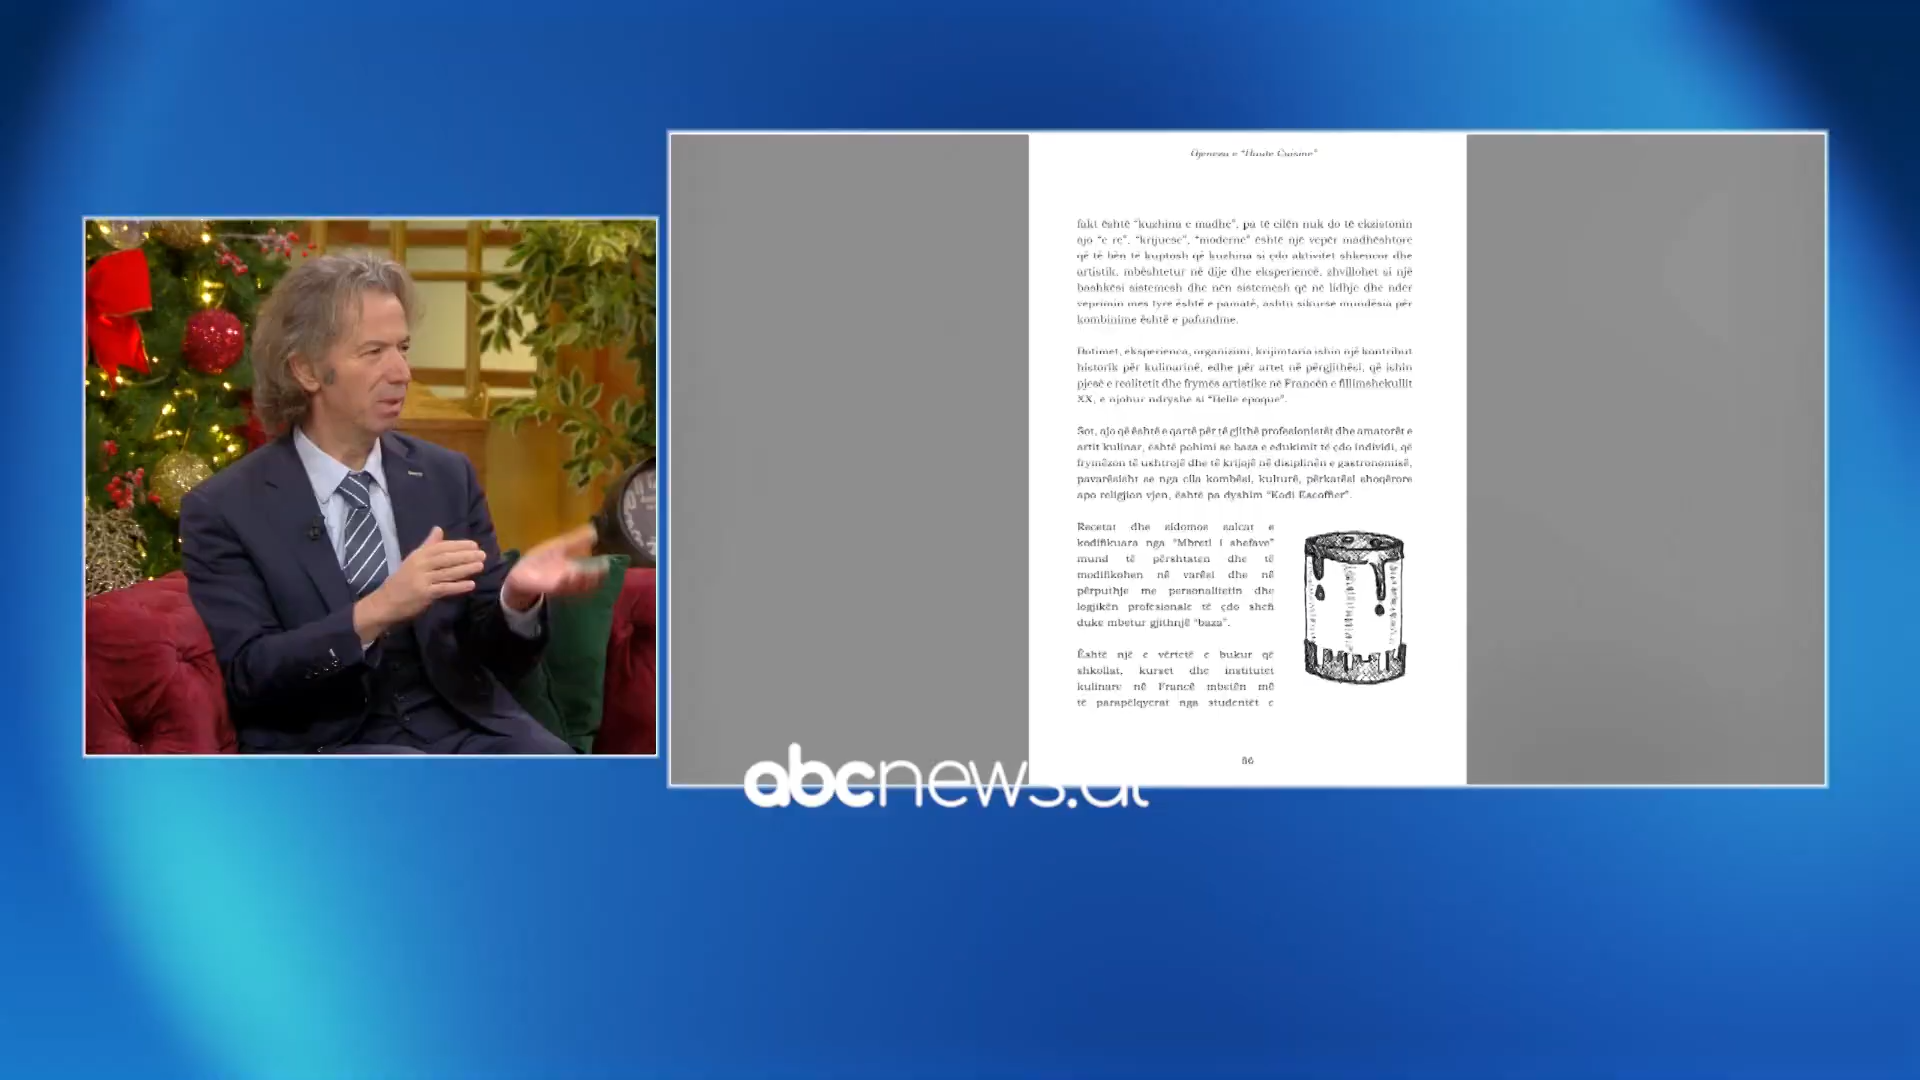 Gjeneza e "Haute Cuisine"
fakt është "kuzhina e madhe", pa të cilën nuk do të ekzistonin
ajo "e re", "krijuese", "moderne" është një vepër madhështore
që të bën të kuptosh që kuzhina si çdo aktivitet shkencor dhe
artistik, mbështetur në dije dhe eksperiencë, zhvillohet si një
bashkësi sistemesh dhe nën sistemesh që në lidhje dhe ndër
veprimin mes tyre është e pamatë, ashtu sikurse mundësia për
kombinime është e pafundme.
Botimet, eksperienca, organizimi, krijimtaria ishin një kontribut
historik për kulinarinë, edhe për artet në përgjithësi, që ishin
pjesë e realitetit dhe frymës artistike në Francën e fillimshekullit
XX, e njohur ndryshe si "Belle epoque".
Sot, ajo që është e qartë për të gjithë profesionistët dhe amatorët e
artit kulinar, është pohimi se baza e edukimit të çdo individi, që
frymëzon të ushtrojë dhe të krijojë në disiplinën e gastronomisë,
pavarësisht se nga cila kombësi, kulturë, përkatësi shoqërore
apo religjion vjen, është pa dyshim "Kodi Escoffier".
Recetat dhe sidomos salcat e
kodifikuara nga "Mbreti i shefave"
mund të përshtaten dhe të
modifikohen në varësi dhe në
përputhje me personalitetin dhe
logjikën profesionale të çdo shefi
duke mbetur gjithnjë "baza".
Është një e vërtetë e bukur që
shkollat, kurset dhe institutet
kulinare në Francë mbetën më
të parapëlqyerat nga studentët e
86
abcnews.al